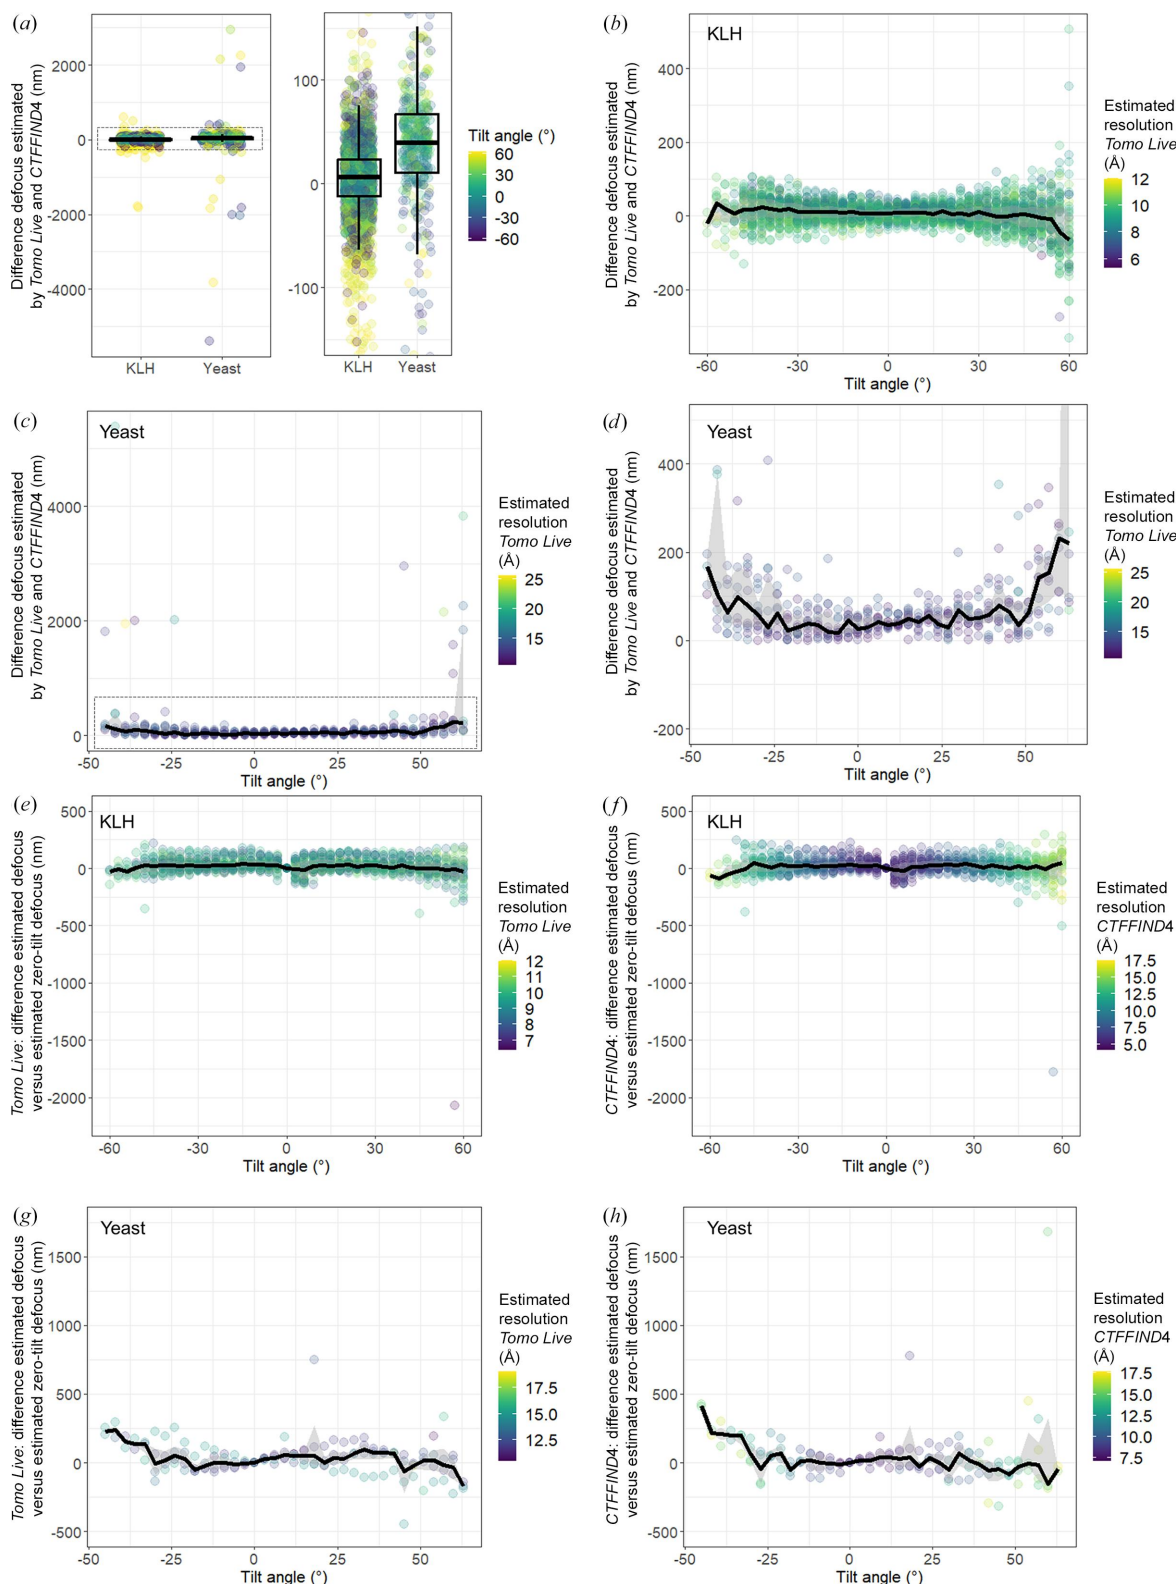 (a)
Difference defocus estimated
by Tomo Live and CTFFIND4 (nm)
2000
0
-2000
-4000
KLH
Yeast
100
0
-100
KLH
Yeast
Tilt angle (°)
60
30
0
-30
-60
(b)
KLH
Difference defocus estimated
by Tomo Live and CTFFIND4 (nm)
400
200
0
-200
-60
-30
0
30
60
Tilt angle (°)
Estimated
resolution
Tomo Live
(Å)
12
10
8
6
(c)
Yeast
Difference defocus estimated
by Tomo Live and CTFFIND4 (nm)
4000
2000
0
-50
-25
0
25
50
Tilt angle (°)
Estimated
resolution
Tomo Live
(Å)
25
20
15
(d)
Yeast
Difference defocus estimated
by Tomo Live and CTFFIND4 (nm)
400
200
0
-200
-50
-25
0
25
50
Tilt angle (°)
Estimated
resolution
Tomo Live
(Å)
25
20
15
(e)
KLH
Tomo Live: difference estimated defocus
versus estimated zero-tilt defocus (nm)
500
0
-500
-1000
-1500
-2000
-60
-30
0
30
60
Tilt angle (°)
Estimated
resolution
Tomo Live
(Å)
12
11
10
9
8
7
(f)
KLH
CTFFIND4: difference estimated defocus
versus estimated zero-tilt defocus (nm)
500
0
-500
-1000
-1500
-2000
-60
-30
0
30
60
Tilt angle (°)
Estimated
resolution
CTFFIND4
(Å)
17.5
15.0
12.5
10.0
7.5
5.0
(g)
Yeast
Tomo Live: difference estimated defocus
versus estimated zero-tilt defocus (nm)
1500
1000
500
0
-500
-50
-25
0
25
50
Tilt angle (°)
Estimated
resolution
Tomo Live
(Å)
17.5
15.0
12.5
(h)
Yeast
CTFFIND4: difference estimated defocus
versus estimated zero-tilt defocus (nm)
1500
1000
500
0
-500
-50
-25
0
25
50
Tilt angle (°)
Estimated
resolution
CTFFIND4
(Å)
17.5
15.0
12.5
10.0
7.5